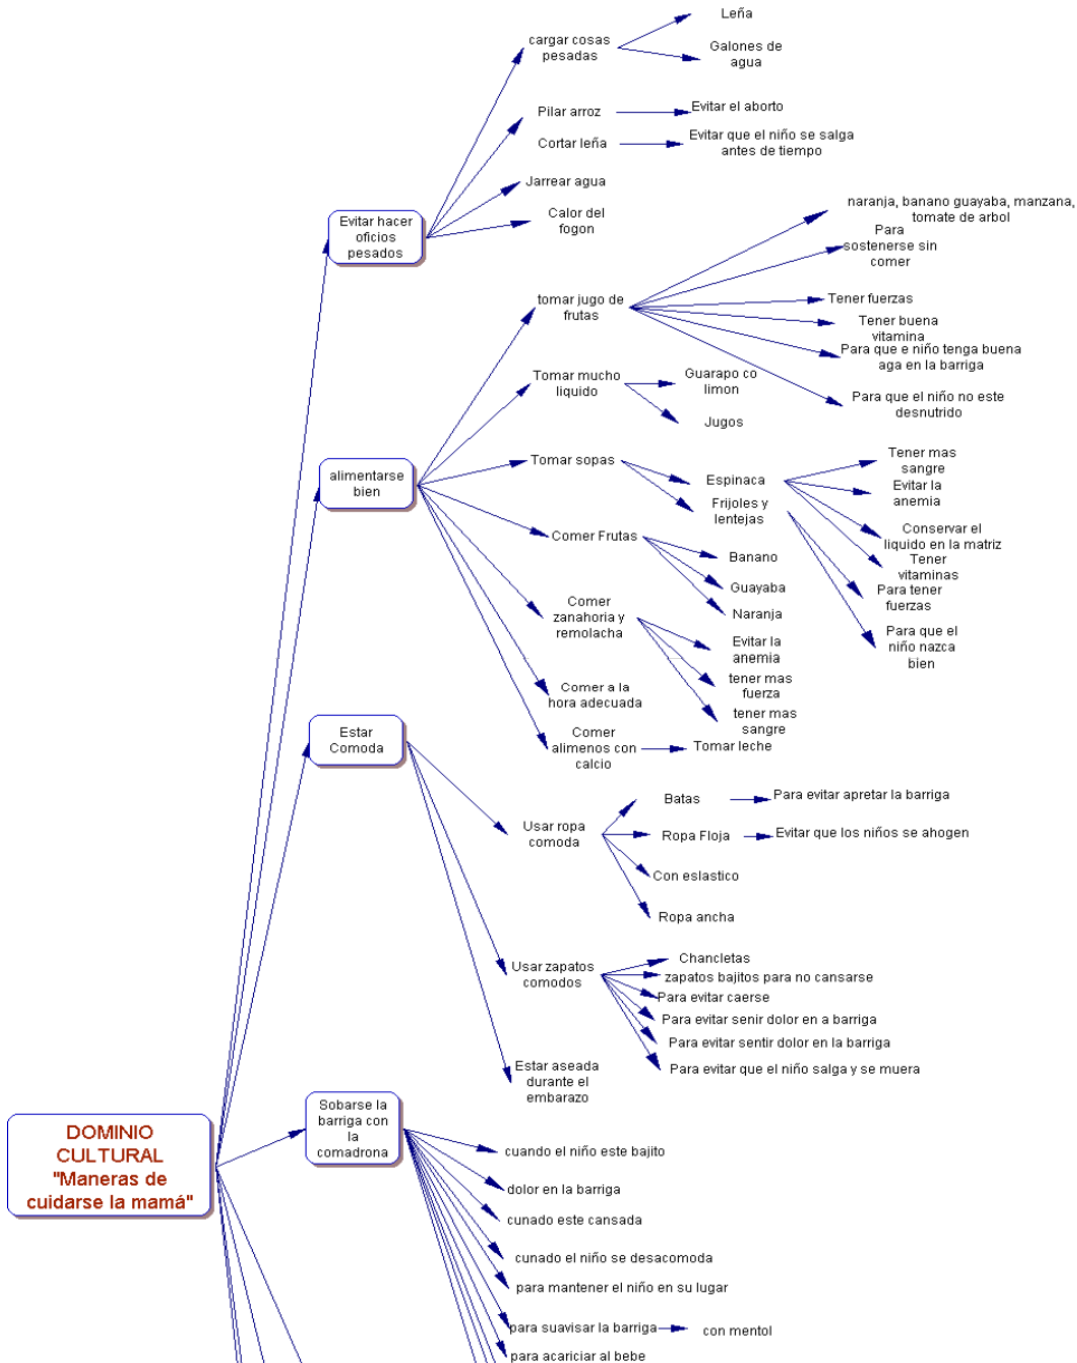 Leña
cargar cosas
pesadas
Galones de
agua
Pilar arroz
Evitar el aborto
Cortar leña
Evitar que el niño se salga
antes de tiempo
Jarrear agua
Calor del
fogon
Evitar hacer
oficios
pesados
naranja, banano guayaba, manzana,
tomate de arbol
Para
sostenerse sin
comer
tomar jugo de
frutas
Tener fuerzas
Tener buena
vitamina
Para que e niño tenga buena
aga en la barriga
Para que el niño no este
desnutrido
Tomar mucho
liquido
Guarapo co
limon
Jugos
alimentarse
bien
Tomar sopas
Espinaca
Frijoles y
lentejas
Tener mas
sangre
Evitar la
anemia
Conservar el
liquido en la matriz
Tener
vitaminas
Para tener
fuerzas
Para que el
niño nazca
bien
Comer Frutas
Banano
Guayaba
Naranja
Comer
zanahoria y
remolacha
Evitar la
anemia
tener mas
fuerza
tener mas
sangre
Comer a la
hora adecuada
Comer
alimenos con
calcio
Tomar leche
Estar
Comoda
Usar ropa
comoda
Batas
Para evitar apretar la barriga
Ropa Floja
Evitar que los niños se ahogen
Con eslastico
Ropa ancha
Usar zapatos
comodos
Chancletas
zapatos bajitos para no cansarse
Para evitar caerse
Para evitar senir dolor en a barriga
Para evitar sentir dolor en la barriga
Para evitar que el niño salga y se muera
Estar aseada
durante el
embarazo
Sobarse la
barriga con
la
comadrona
DOMINIO
CULTURAL
"Maneras de
cuidarse la mamá"
cuando el niño este bajito
dolor en la barriga
cunado este cansada
cunado el niño se desacomoda
para mantener el niño en su lugar
para suavisar la barriga
con mentol
para acariciar al bebe